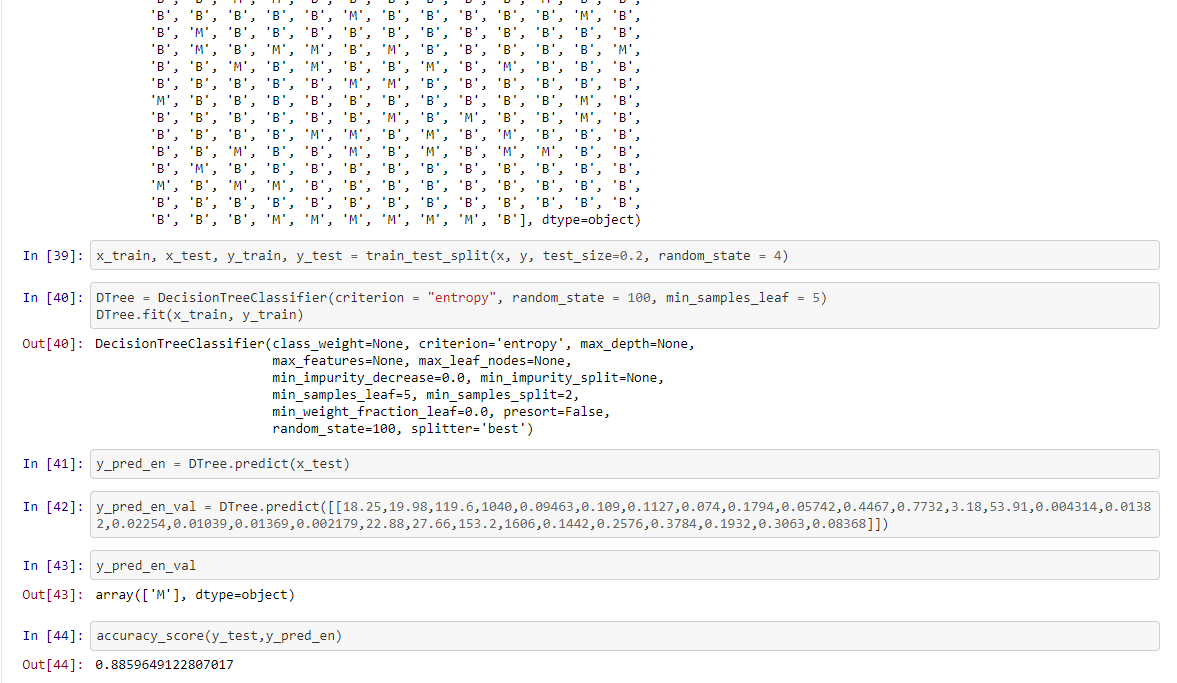 'B', 'B', 'B', 'B', 'B', 'M', 'B', 'B', 'B', 'B', 'B', 'M', 'B',
'B', 'M', 'B', 'B', 'B', 'B', 'B', 'B', 'B', 'B', 'B', 'B', 'B',
'B', 'M', 'B', 'M', 'M', 'B', 'M', 'B', 'B', 'B', 'B', 'B', 'M',
'B', 'B', 'M', 'B', 'M', 'B', 'B', 'M', 'B', 'M', 'B', 'B', 'B',
'B', 'B', 'B', 'B', 'B', 'M', 'M', 'B', 'B', 'B', 'B', 'B', 'B',
'M', 'B', 'B', 'B', 'B', 'B', 'B', 'B', 'B', 'B', 'B', 'M', 'B',
'B', 'B', 'B', 'B', 'B', 'B', 'M', 'B', 'M', 'B', 'B', 'M', 'B',
'B', 'B', 'B', 'B', 'M', 'M', 'B', 'M', 'B', 'M', 'B', 'B', 'B',
'B', 'B', 'M', 'B', 'B', 'M', 'B', 'M', 'B', 'M', 'M', 'B', 'B',
'B', 'M', 'B', 'B', 'B', 'B', 'B', 'B', 'B', 'B', 'B', 'B', 'B',
'M', 'B', 'M', 'M', 'B', 'B', 'B', 'B', 'B', 'B', 'B', 'B', 'B',
'B', 'B', 'B', 'B', 'B', 'B', 'B', 'B', 'B', 'B', 'B', 'B', 'B',
'B', 'B', 'B', 'M', 'M', 'M', 'M', 'M', 'M', 'B'], dtype=object)
In [39]: x_train, x_test, y_train, y_test = train_test_split(x, y, test_size=0.2, random_state = 4)
In [40]: DTree = DecisionTreeClassifier(criterion = "entropy", random_state = 100, min_samples_leaf = 5)
DTree.fit(x_train, y_train)
Out[40]: DecisionTreeClassifier(class_weight=None, criterion='entropy', max_depth=None,
max_features=None, max_leaf_nodes=None,
min_impurity_decrease=0.0, min_impurity_split=None,
min_samples_leaf=5, min_samples_split=2,
min_weight_fraction_leaf=0.0, presort=False,
random_state=100, splitter='best')
In [41]: y_pred_en = DTree.predict(x_test)
In [42]: y_pred_en_val = DTree.predict([[18.25,19.98,119.6,1040,0.09463,0.109,0.1127,0.074,0.1794,0.05742,0.4467,0.7732,3.18,53.91,0.004314,0.0138
2,0.02254,0.01039,0.01369,0.002179,22.88,27.66,153.2,1606,0.1442,0.2576,0.3784,0.1932,0.3063,0.08368]])
In [43]: y_pred_en_val
Out[43]: array(['M'], dtype=object)
In [44]: accuracy_score(y_test,y_pred_en)
Out[44]: 0.8859649122807017